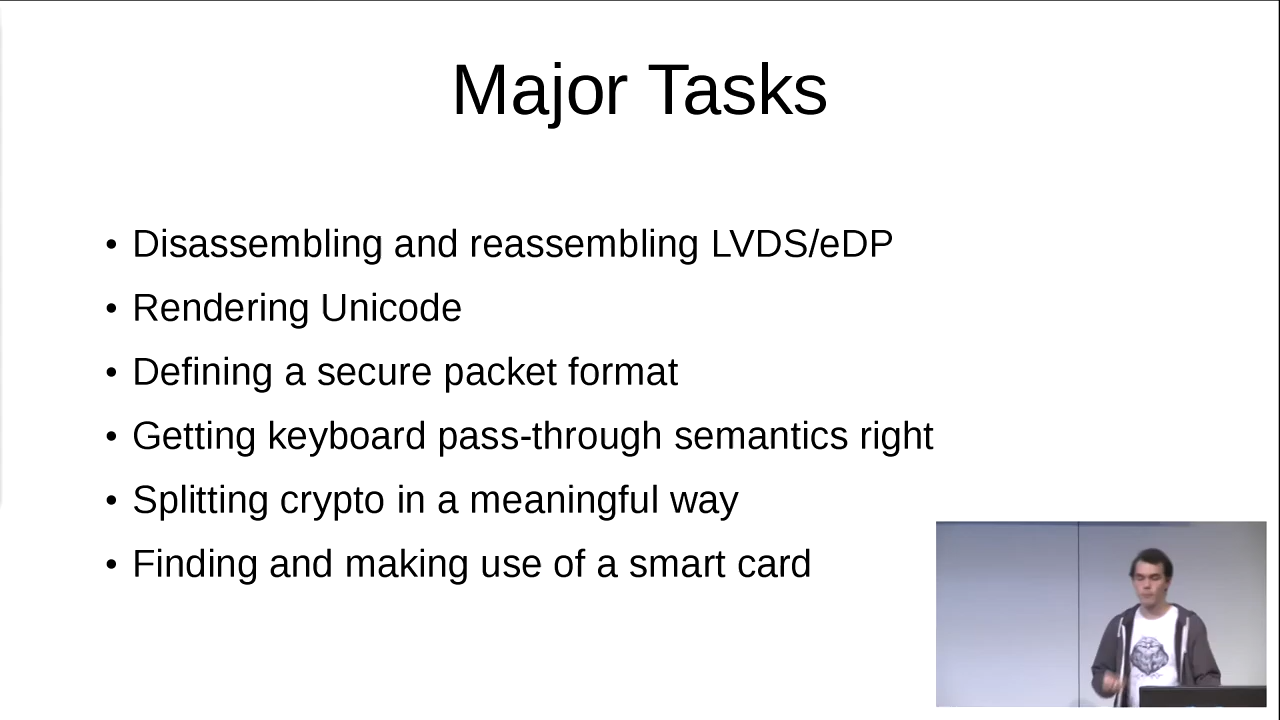 Major Tasks
• Disassembling and reassembling LVDS/eDP
• Rendering Unicode
• Defining a secure packet format
• Getting keyboard pass-through semantics right
• Splitting crypto in a meaningful way
• Finding and making use of a smart card